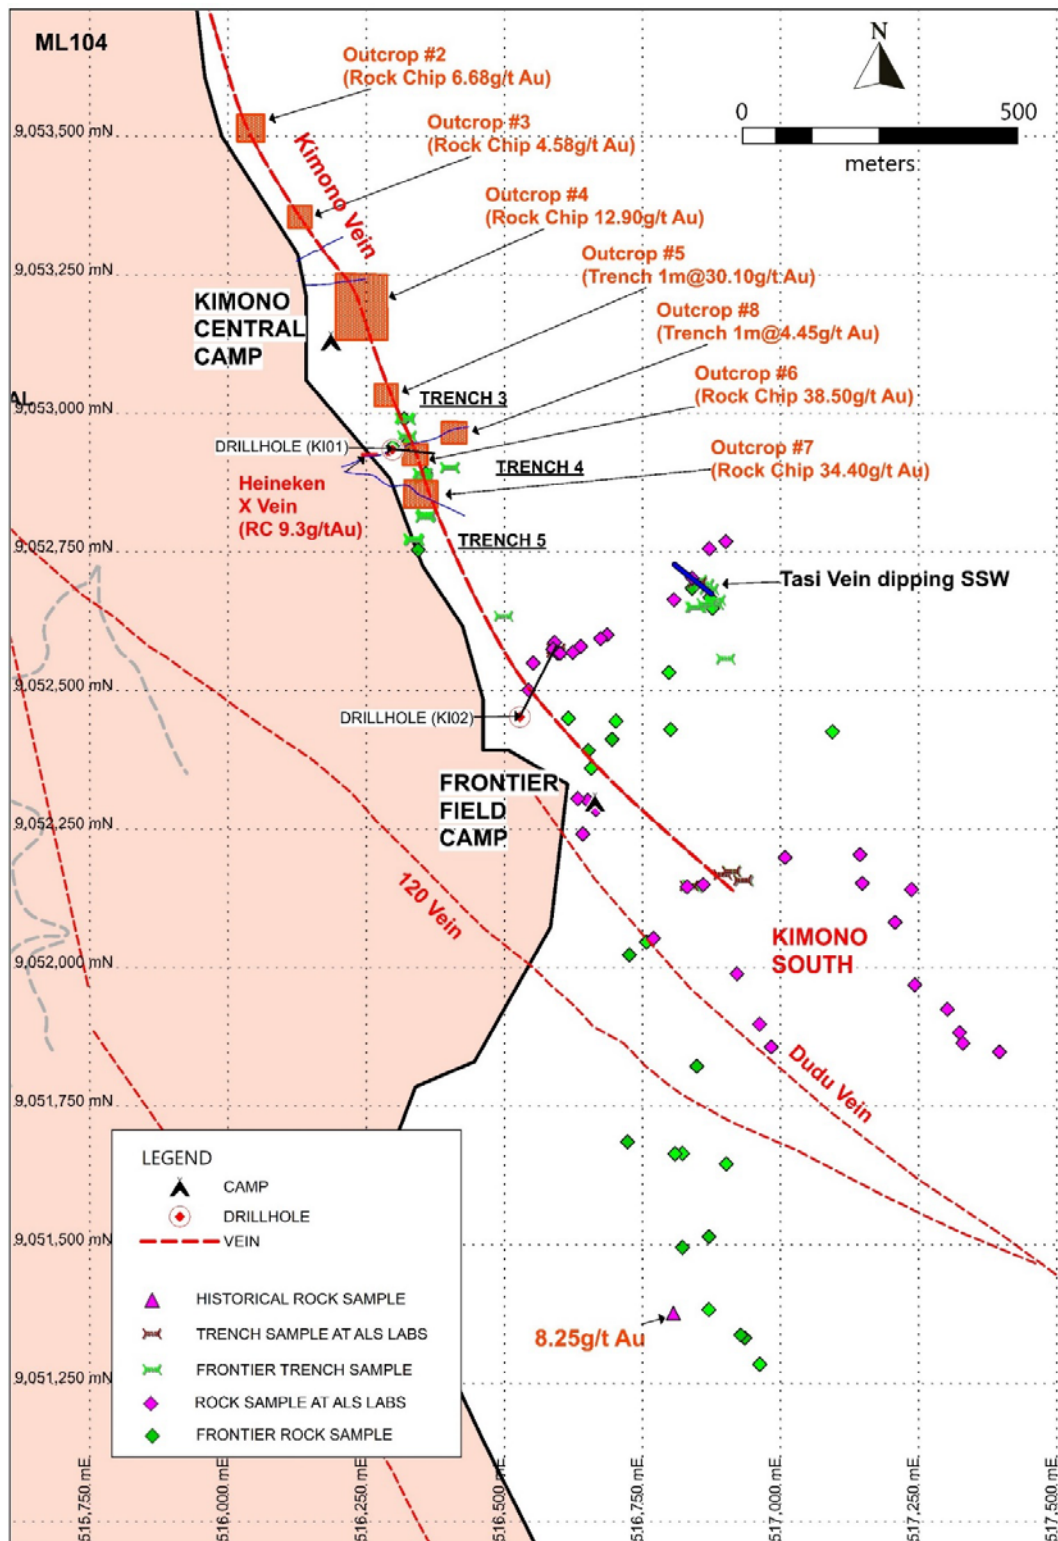 ML104
Outcrop #2
(Rock Chip 6.68g/t Au)
N
0 500
meters
9,053,500 mN
Outcrop #3
(Rock Chip 4.58g/t Au)
Kimono Vein
Outcrop #4
(Rock Chip 12.90g/t Au)
9,053,250 mN
Outcrop #5
(Trench 1m@30.10g/t Au)
KIMONO
CENTRAL
CAMP
Outcrop #8
(Trench 1m@4.45g/t Au)
Outcrop #6
(Rock Chip 38.50g/t Au)
AL
9,053,000 mN
TRENCH 3
DRILLHOLE (KI01)
Outcrop #7
(Rock Chip 34.40g/t Au)
TRENCH 4
Heineken
X Vein
(RC 9.3g/tAu)
TRENCH 5
9,052,750 mN
Tasi Vein dipping SSW
9,052,500 mN
DRILLHOLE (KI02)
FRONTIER
FIELD
CAMP
9,052,250 mN
120 Vein
KIMONO
SOUTH
9,052,000 mN
Dudu Vein
9,051,750 mN
LEGEND
CAMP
DRILLHOLE
VEIN
HISTORICAL ROCK SAMPLE
TRENCH SAMPLE AT ALS LABS
FRONTIER TRENCH SAMPLE
ROCK SAMPLE AT ALS LABS
FRONTIER ROCK SAMPLE
9,051,500 mN
8.25g/t Au
9,051,250 mN
515,750 mE
516,000 mE
516,250 mE
516,500 mE
516,750 mE
517,000 mE
517,250 mE
517,500 mE